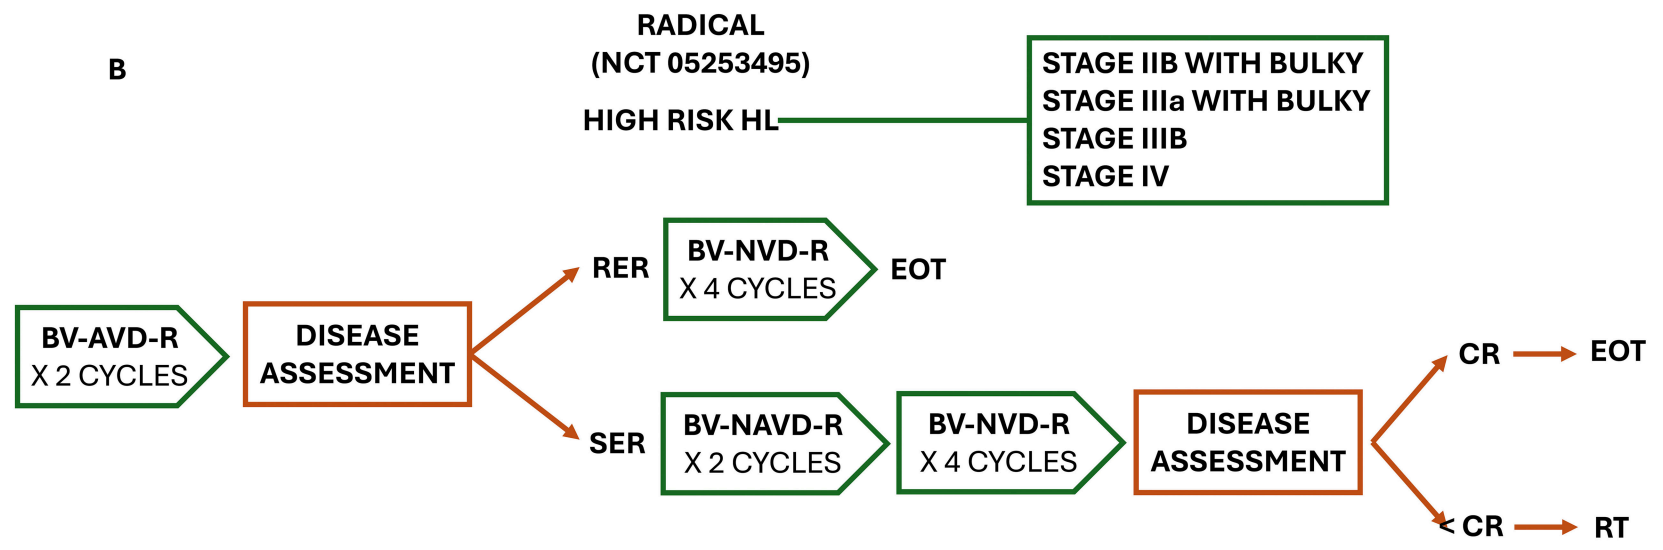 B
RADICAL
(NCT 05253495)
HIGH RISK HL
STAGE IIB WITH BULKY
STAGE IIIa WITH BULKY
STAGE IIIB
STAGE IV
BV-AVD-R
X 2 CYCLES
DISEASE
ASSESSMENT
RER
BV-NVD-R
X 4 CYCLES
EOT
SER
BV-NAVD-R
X 2 CYCLES
BV-NVD-R
X 4 CYCLES
DISEASE
ASSESSMENT
CR
EOT
< CR
RT